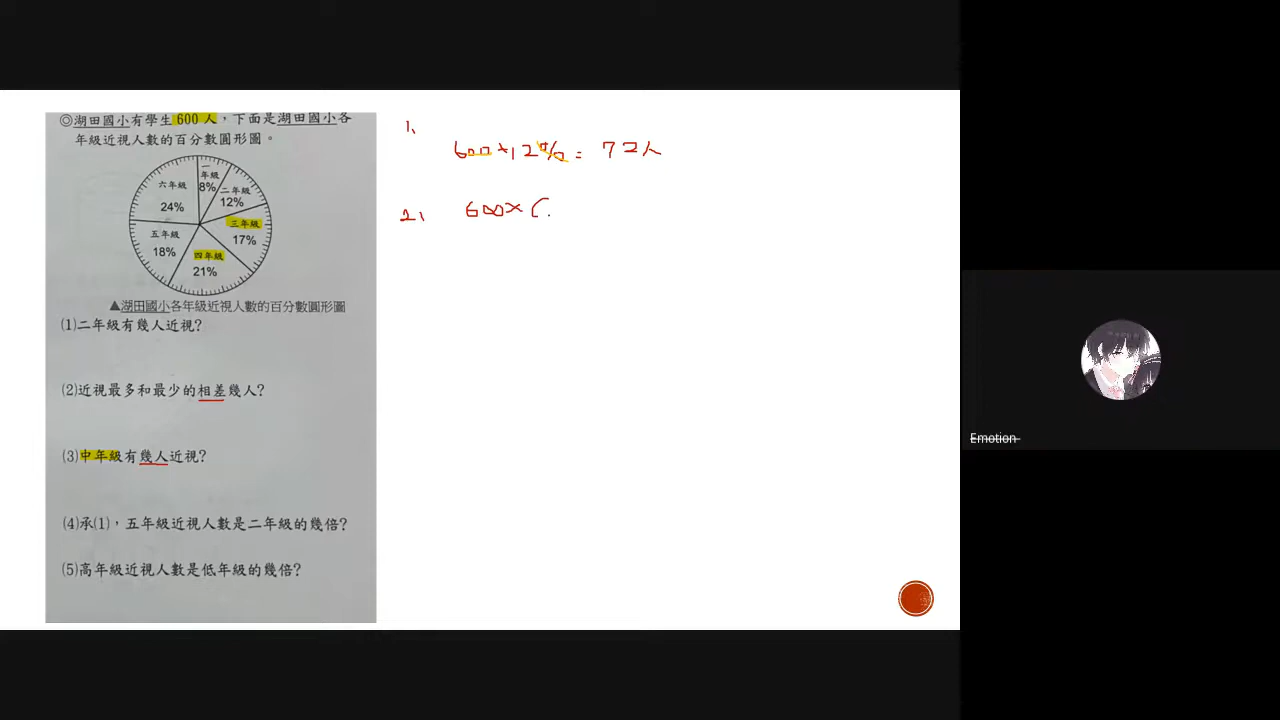 ◎湖田國小有學生600人，下面是湖田國小各
年級近視人數的百分數圓形圖。
一
年級
8%
二年級
12%
三年級
17%
四年級
21%
五年級
18%
六年級
24%
▲湖田國小各年級近視人數的百分數圓形圖
(1)二年級有幾人近視?
(2)近視最多和最少的相差幾人?
(3)中年級有幾人近視?
(4)承(1)，五年級近視人數是二年級的幾倍?
(5)高年級近視人數是低年級的幾倍?
1、
600×12%=72人
2、
600×(
Emotion